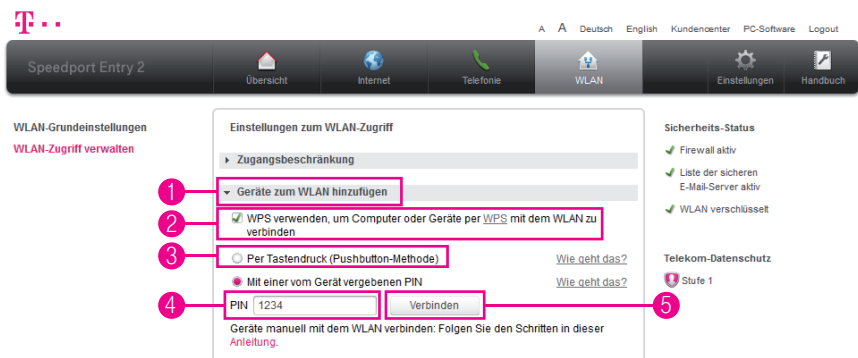 T
A A Deutsch English Kundencenter PC-Software Logout
Speedport Entry 2
Übersicht
Internet
Telefonie
WLAN
Einstellungen
Handbuch
WLAN-Grundeinstellungen
WLAN-Zugriff verwalten
Einstellungen zum WLAN-Zugriff
Zugangsbeschränkung
1
Geräte zum WLAN hinzufügen
2
WPS verwenden, um Computer oder Geräte per WPS mit dem WLAN zu
verbinden
3
Per Tastendruck (Pushbutton-Methode)
Wie geht das?
Mit einer vom Gerät vergebenen PIN
Wie geht das?
4
PIN 1234
Verbinden
5
Geräte manuell mit dem WLAN verbinden: Folgen Sie den Schritten in dieser
Anleitung.
Sicherheits-Status
Firewall aktiv
Liste der sicheren
E-Mail-Server aktiv
WLAN verschlüsselt
Telekom-Datenschutz
Stufe 1